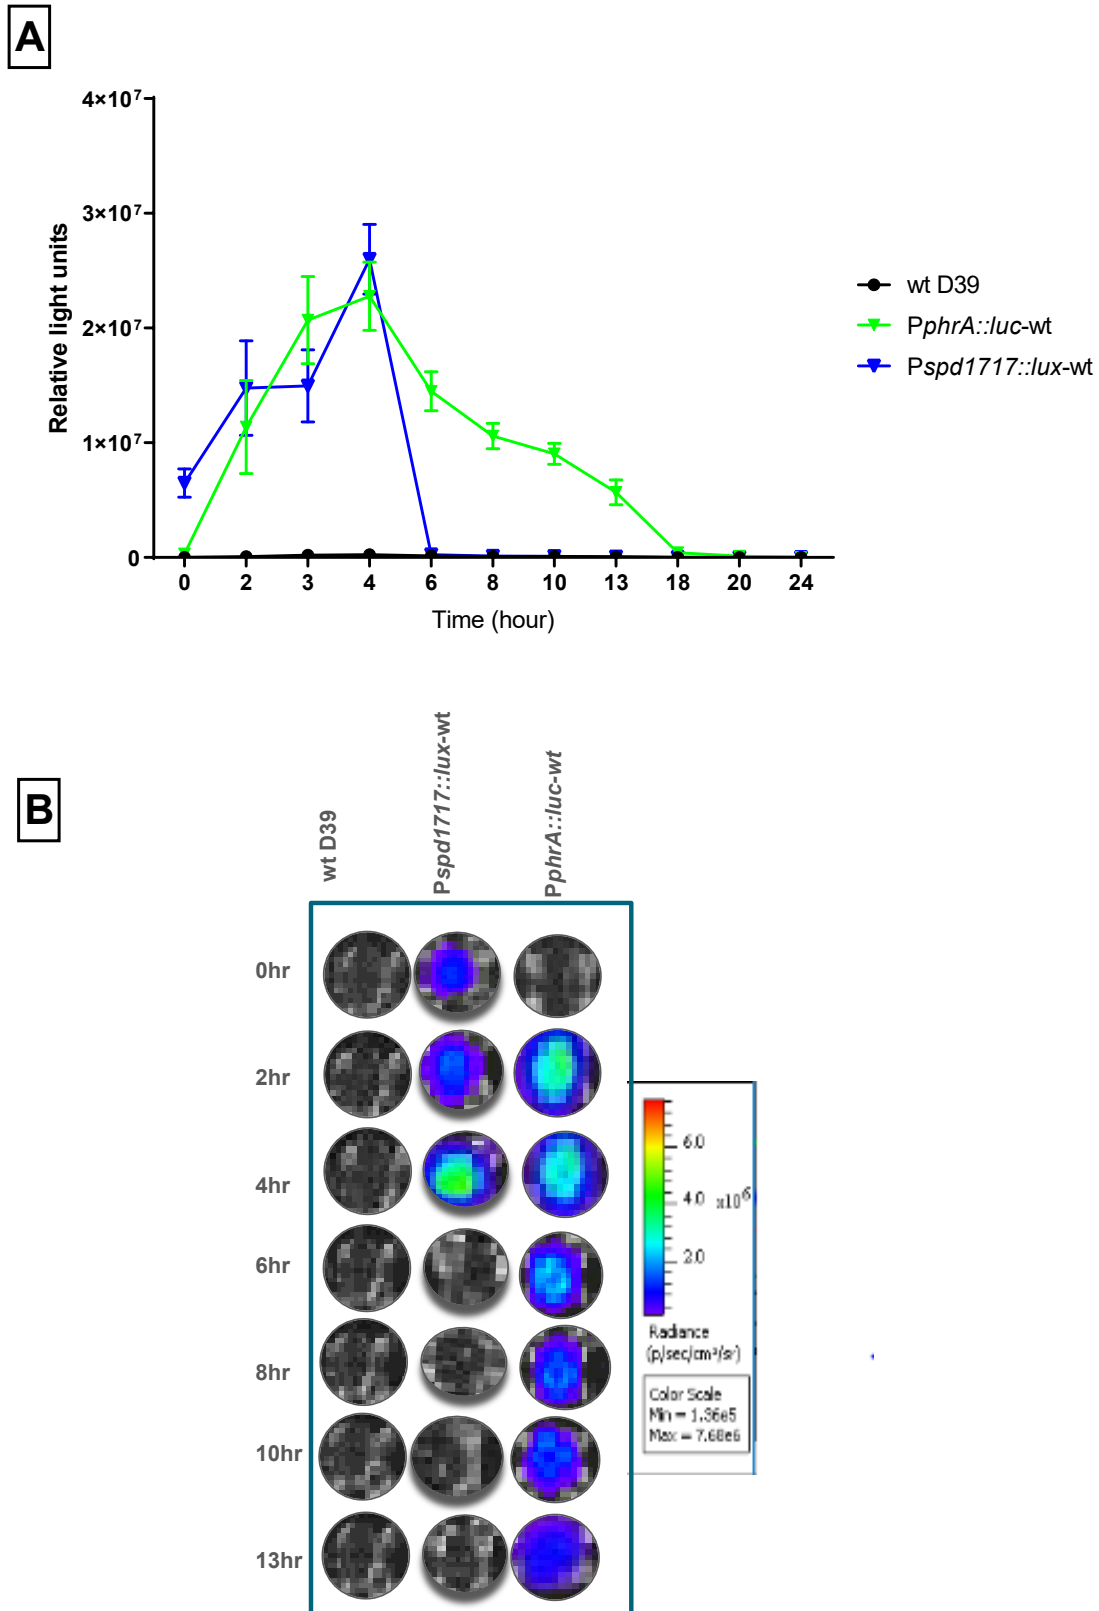 A
4×10⁷
3×10⁷
2×10⁷
1×10⁷
0
Relative light units
0 2 3 4 6 8 10 13 18 20 24
Time (hour)
wt D39
PphrA::luc-wt
Pspd1717::lux-wt
B
wt D39
Pspd1717::lux-wt
PphrA::luc-wt
0hr
2hr
4hr
6hr
8hr
10hr
13hr
6.0
4.0 x10⁶
2.0
Radiance
(p/sec/cm²/sr)
Color Scale
Min = 1.36e5
Max = 7.68e6